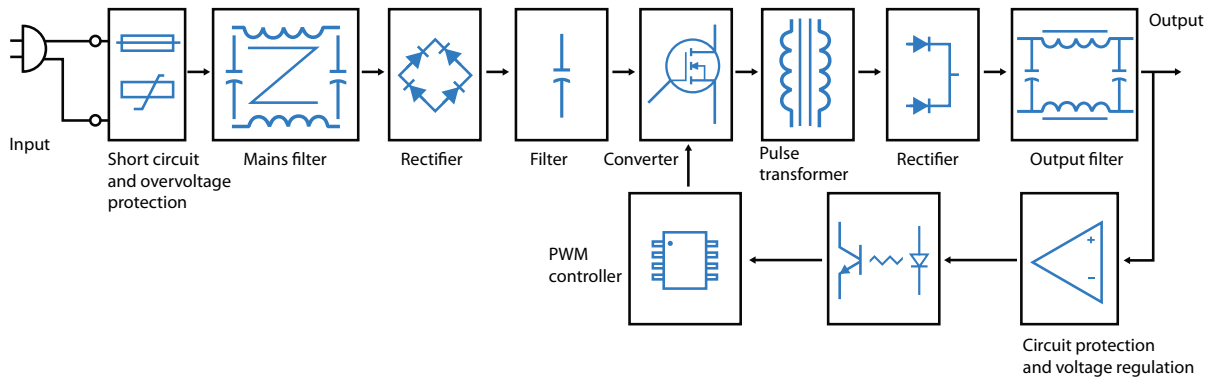 Output
Input
Short circuit
and overvoltage
protection
Mains filter
Rectifier
Filter
Converter
Pulse
transformer
Rectifier
Output filter
PWM
controller
+
-
Circuit protection
and voltage regulation